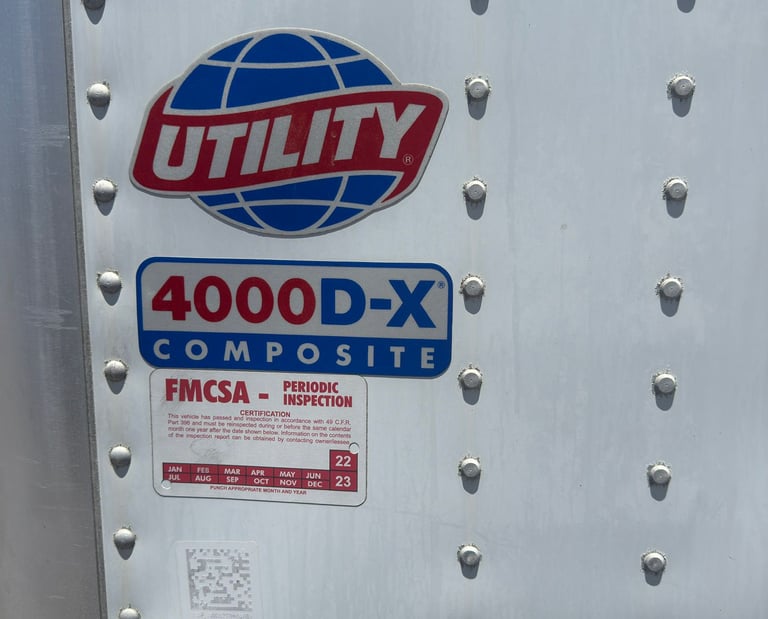 UTILITY®
4000D-X®
COMPOSITE
FMCSA - PERIODIC
INSPECTION
CERTIFICATION
This vehicle has passed and inspection in accordance with 49 C.F.R.
Part 396 and must be reinspected during or before the same calendar
month one year after the date shown below. Information on the contents
of the inspection report can be obtained by contacting owner/lessee
22
JAN FEB MAR APR MAY JUN
JUL AUG SEP OCT NOV DEC 23
PUNCH APPROPRIATE MONTH AND YEAR